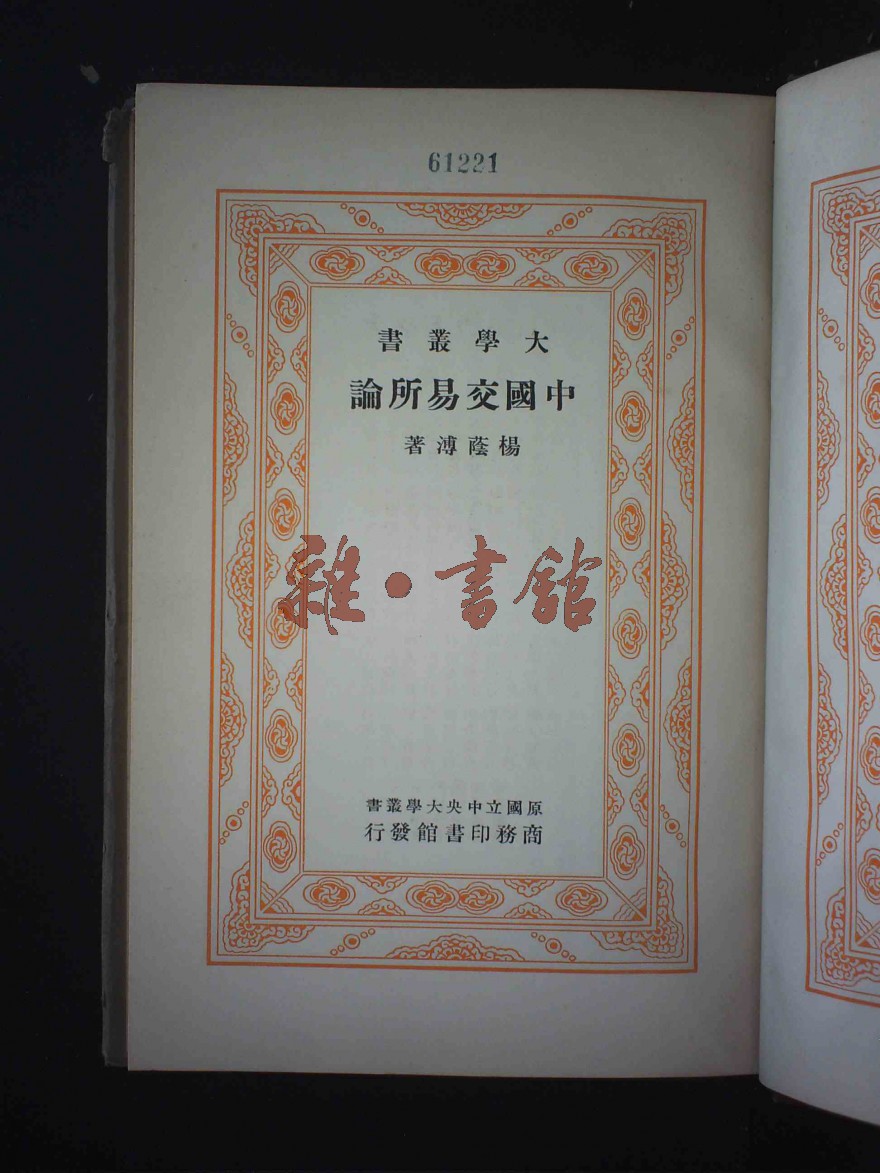 61221
大學叢書
中國交易所論
楊蔭溥著
雜·書館
原國立中央大學叢書
商務印書館發行